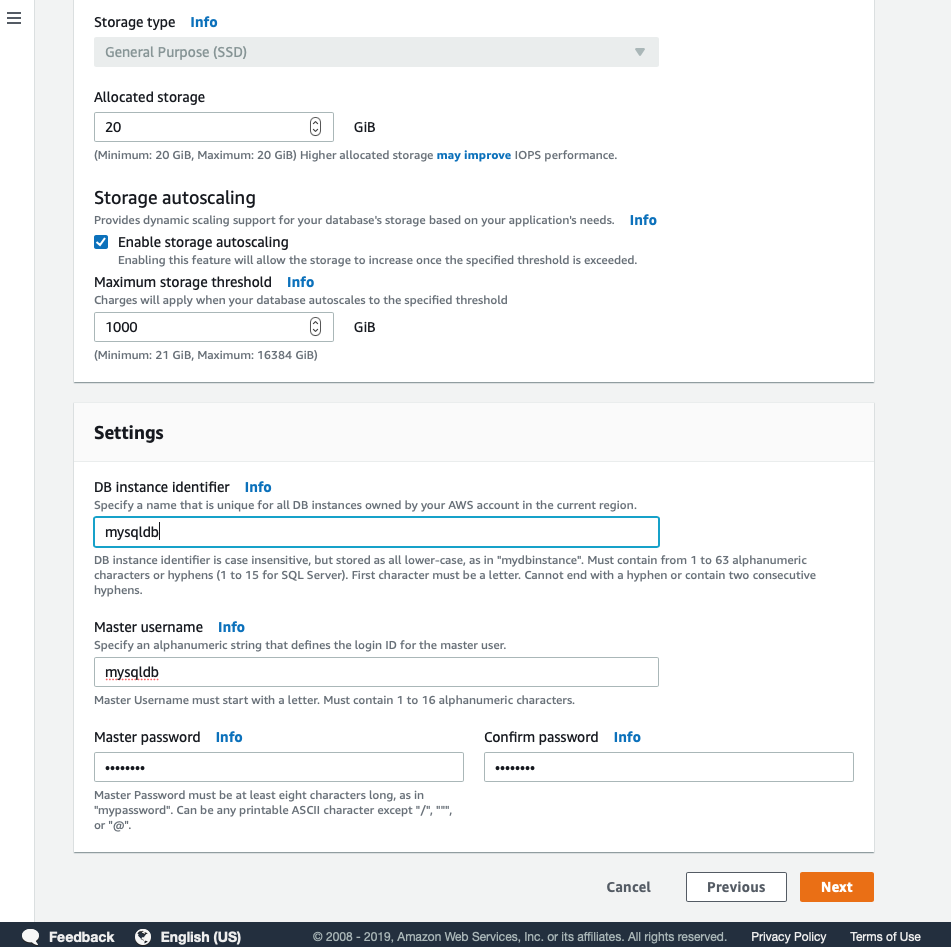 Storage type Info
General Purpose (SSD)
Allocated storage
20 GiB
(Minimum: 20 GiB, Maximum: 20 GiB) Higher allocated storage may improve IOPS performance.
Storage autoscaling
Provides dynamic scaling support for your database's storage based on your application's needs. Info
Enable storage autoscaling
Enabling this feature will allow the storage to increase once the specified threshold is exceeded.
Maximum storage threshold Info
Charges will apply when your database autoscales to the specified threshold
1000 GiB
(Minimum: 21 GiB, Maximum: 16384 GiB)
Settings
DB instance identifier Info
Specify a name that is unique for all DB instances owned by your AWS account in the current region.
mysqldb
DB instance identifier is case insensitive, but stored as all lower-case, as in "mydbinstance". Must contain from 1 to 63 alphanumeric
characters or hyphens (1 to 15 for SQL Server). First character must be a letter. Cannot end with a hyphen or contain two consecutive
hyphens.
Master username Info
Specify an alphanumeric string that defines the login ID for the master user.
mysqldb
Master Username must start with a letter. Must contain 1 to 16 alphanumeric characters.
Master password Info Confirm password Info
•••••••• ••••••••
Master Password must be at least eight characters long, as in
"mypassword". Can be any printable ASCII character except "/", """,
or "@".
Cancel Previous Next
Feedback English (US) © 2008 - 2019, Amazon Web Services, Inc. or its affiliates. All rights reserved. Privacy Policy Terms of Use